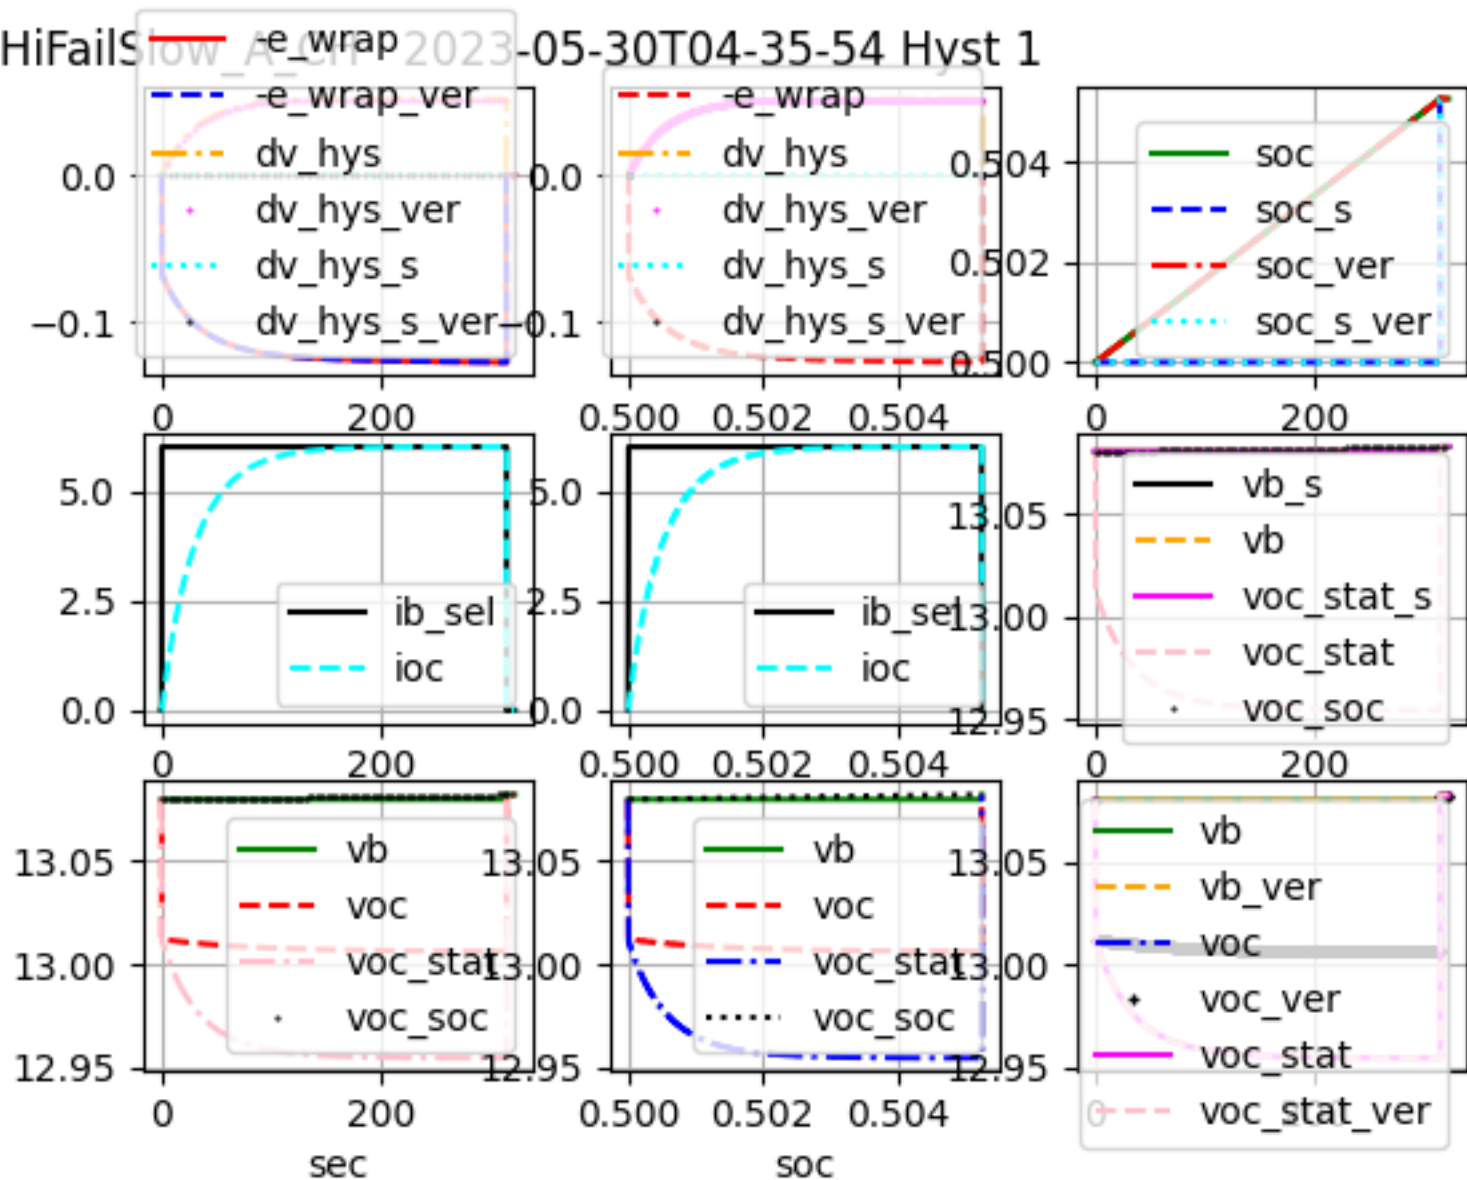 HiFailSlow_A_CH 2023-05-30T04-35-54 Hyst 1
-e_wrap
-e_wrap_ver
dv_hys
dv_hys_ver
dv_hys_s
dv_hys_s_ver
0.0
−0.1
0
200
-e_wrap
dv_hys
dv_hys_ver
dv_hys_s
dv_hys_s_ver
0.0
−0.1
0.500
0.502
0.504
soc
soc_s
soc_ver
soc_s_ver
0.504
0.502
0.500
0
200
5.0
2.5
0.0
ib_sel
ioc
0
200
5.0
2.5
0.0
ib_sel
ioc
0.500
0.502
0.504
13.05
13.00
12.95
vb_s
vb
voc_stat_s
voc_stat
voc_soc
0
200
13.05
13.00
12.95
vb
voc
voc_stat
voc_soc
0
200
sec
13.05
13.00
12.95
vb
voc
voc_stat
voc_soc
0.500
0.502
0.504
soc
13.05
13.00
12.95
vb
vb_ver
voc
voc_ver
voc_stat
voc_stat_ver
0
200